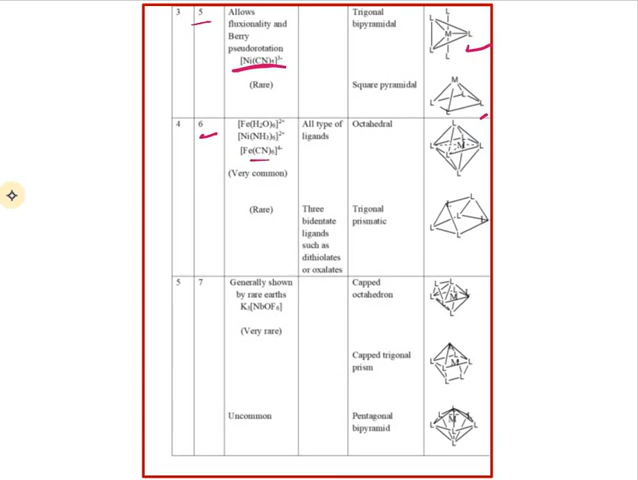 3 5 Allows Trigonal
fluxionality and bipyramidal
Berry
pseudorotation
[Ni(CN)₅]³⁻
(Rare) Square pyramidal
4 6 [Fe(H₂O)₆]²⁺ All type of Octahedral
[Ni(NH₃)₆]²⁺ ligands
[Fe(CN)₆]⁴⁻
(Very common)
(Rare) Three Trigonal
bidentate prismatic
ligands
such as
dithiolates
or oxalates
5 7 Generally shown Capped
by rare earths octahedron
K₃[NbOF₆]
(Very rare)
Capped trigonal
prism
Uncommon Pentagonal
bipyramid